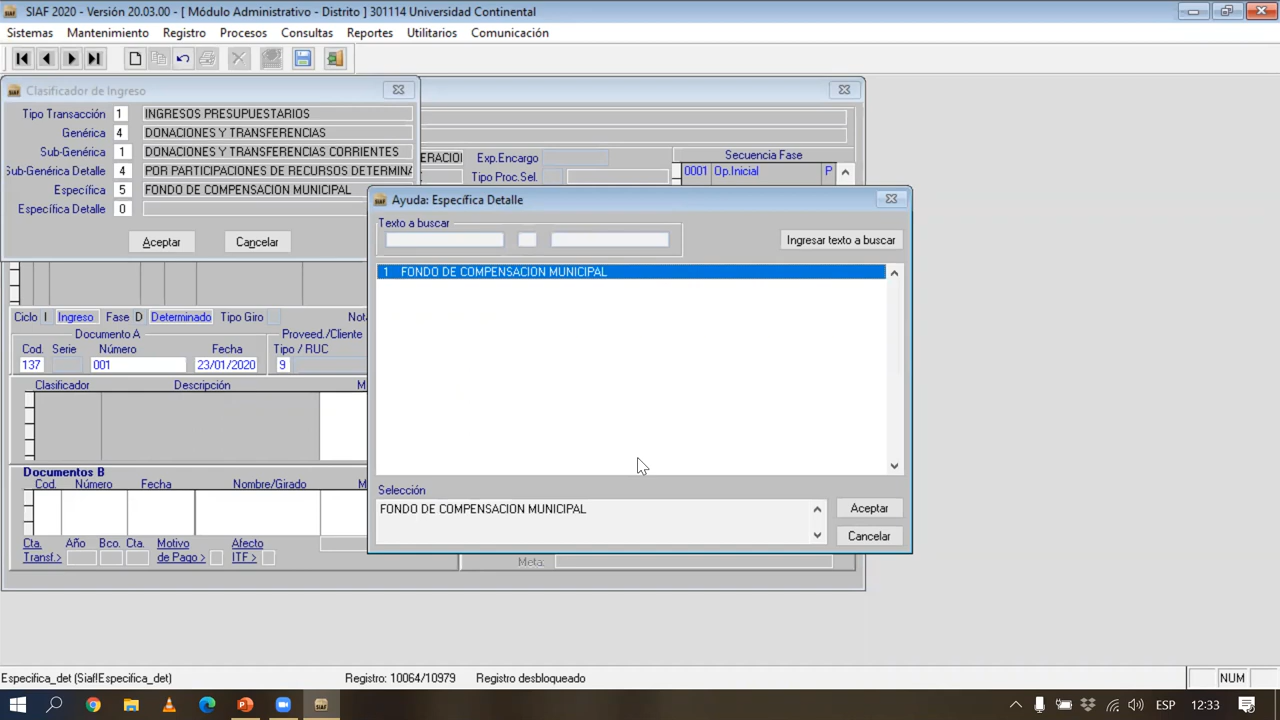 SIAF 2020 - Versión 20.03.00 - [ Módulo Administrativo - Distrito ] 301114 Universidad Continental
Sistemas Mantenimiento Registro Procesos Consultas Reportes Utilitarios Comunicación
Clasificador de Ingreso
Tipo Transacción 1 INGRESOS PRESUPUESTARIOS
Genérica 4 DONACIONES Y TRANSFERENCIAS
Sub-Genérica 1 DONACIONES Y TRANSFERENCIAS CORRIENTES
Sub-Genérica Detalle 4 POR PARTICIPACIONES DE RECURSOS DETERMINA
Específica 5 FONDO DE COMPENSACION MUNICIPAL
Específica Detalle 0
Aceptar Cancelar
ERACIOI Exp.Encargo
Tipo Proc.Sel.
Secuencia Fase
0001 Op.Inicial P
Ayuda: Específica Detalle
Texto a buscar
Ingresar texto a buscar
1 FONDO DE COMPENSACION MUNICIPAL
Selección
FONDO DE COMPENSACION MUNICIPAL
Aceptar
Cancelar
Ciclo I Ingreso Fase D Determinado Tipo Giro Not
Documento A Proveed./Cliente
Cod. Serie Número Fecha Tipo / RUC
137 001 23/01/2020 9
Clasificador Descripción M
Documentos B
Cod. Número Fecha Nombre/Girado M
Cta. Año Bco. Cta. Motivo Afecto
Transf.> de Pago > ITF >
Meta:
Especifica_det (Siaf!Especifica_det) Registro: 10064/10979 Registro desbloqueado NUM
SIAF ESP 12:33